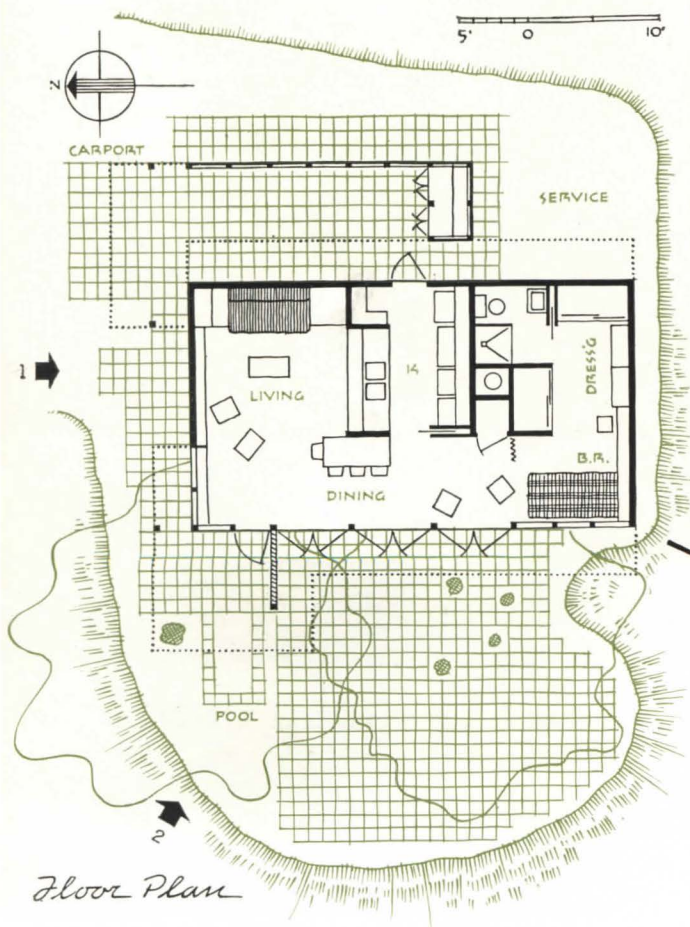 5' 0 10'
N
CARPORT
SERVICE
1
LIVING
K
DRESS'G
B.R.
DINING
POOL
2
Floor Plan